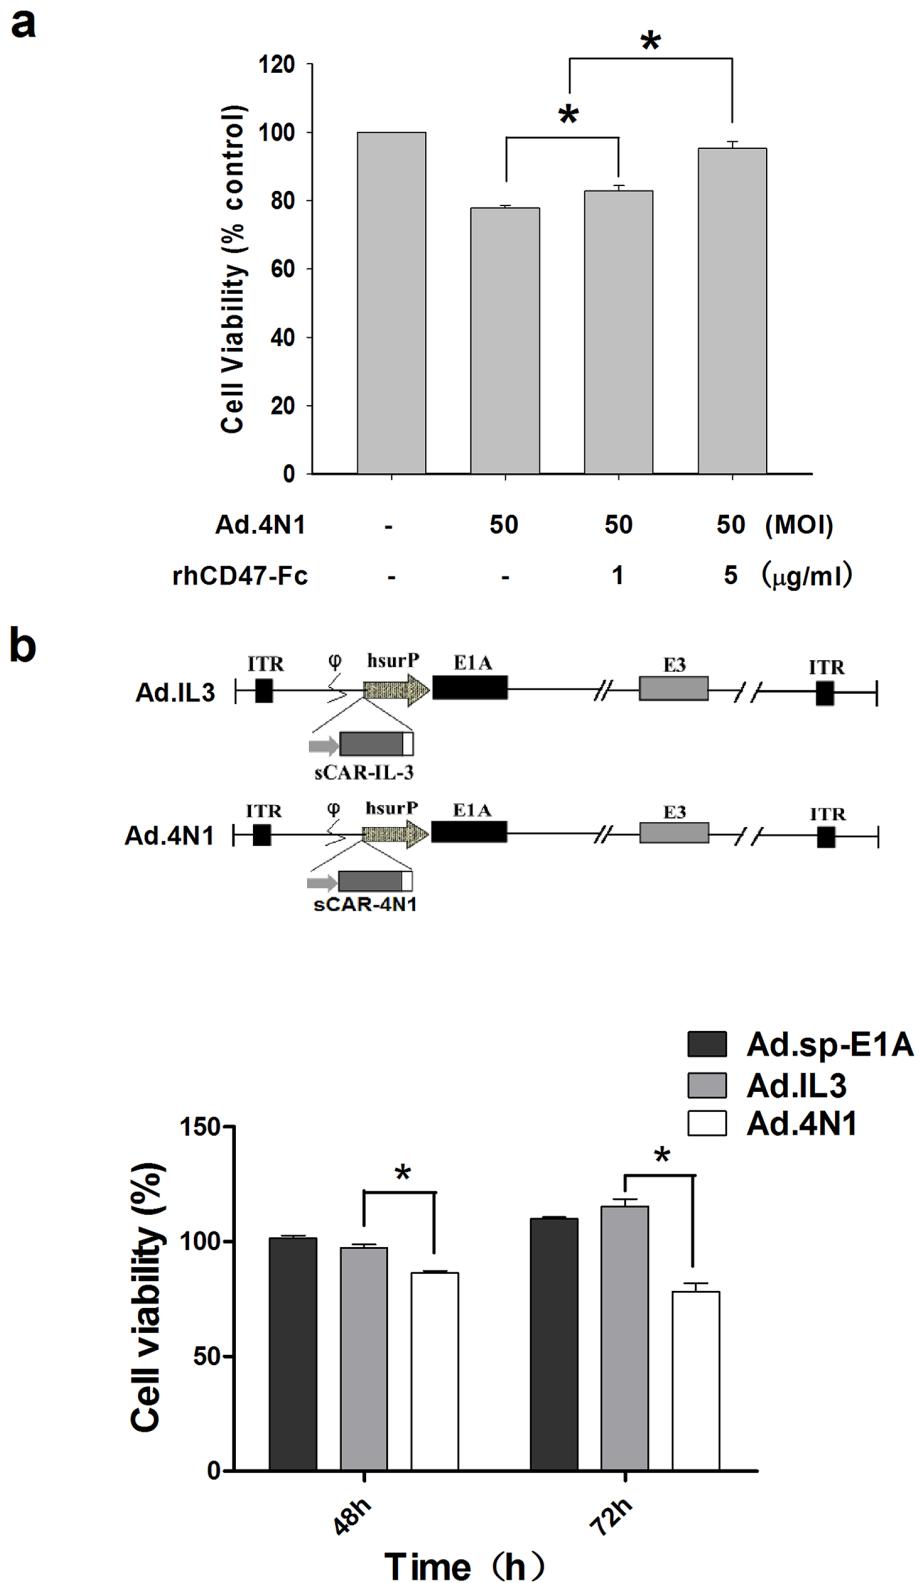 a
*
*
120
100
80
60
40
20
0
Cell Viability (% control)
Ad.4N1 - 50 50 50 (MOI)
rhCD47-Fc - - 1 5 (μg/ml)
b
ITR φ hsurP E1A E3 ITR
Ad.IL3
sCAR-IL-3
ITR φ hsurP E1A E3 ITR
Ad.4N1
sCAR-4N1
Ad.sp-E1A
Ad.IL3
Ad.4N1
150
100
50
0
Cell viability (%)
*
*
48h 72h
Time (h)